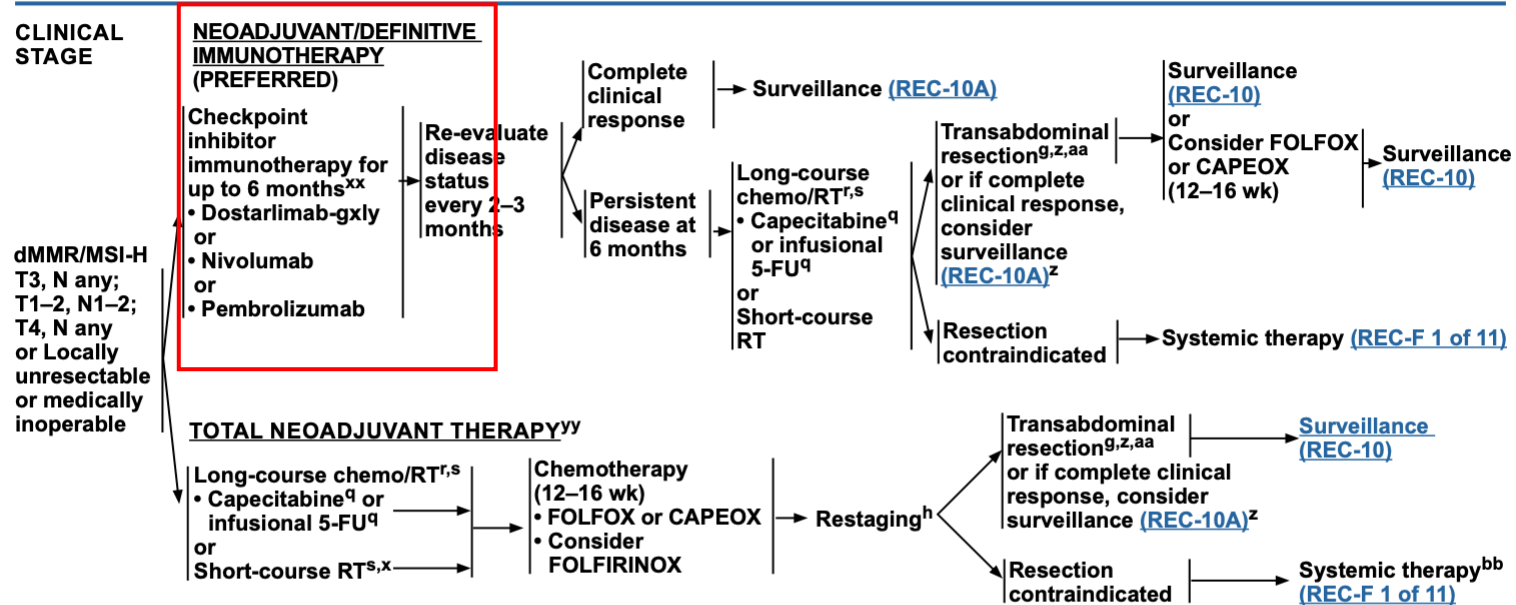 CLINICAL
STAGE
NEOADJUVANT/DEFINITIVE
IMMUNOTHERAPY
(PREFERRED)
dMMR/MSI-H
T3, N any;
T1–2, N1–2;
T4, N any
or Locally
unresectable
or medically
inoperable
Checkpoint
inhibitor
immunotherapy for
up to 6 monthsxx
• Dostarlimab-gxly
or
• Nivolumab
or
• Pembrolizumab
Re-evaluate
disease
status
every 2–3
months
Complete
clinical
response
Surveillance (REC-10A)
Persistent
disease at
6 months
Long-course
chemo/RTr,s
• Capecitabineq
or infusional
5-FUq
or
Short-course
RT
Transabdominal
resectiong,z,aa
or if complete
clinical response,
consider
surveillance
(REC-10A)z
Surveillance
(REC-10)
or
Consider FOLFOX
or CAPEOX
(12–16 wk)
Surveillance
(REC-10)
Resection
contraindicated
Systemic therapy (REC-F 1 of 11)
TOTAL NEOADJUVANT THERAPYyy
Long-course chemo/RTr,s
• Capecitabineq or
infusional 5-FUq
or
Short-course RTs,x
Chemotherapy
(12–16 wk)
• FOLFOX or CAPEOX
• Consider
FOLFIRINOX
Restagingh
Transabdominal
resectiong,z,aa
or if complete clinical
response, consider
surveillance (REC-10A)z
Surveillance
(REC-10)
Resection
contraindicated
Systemic therapybb
(REC-F 1 of 11)